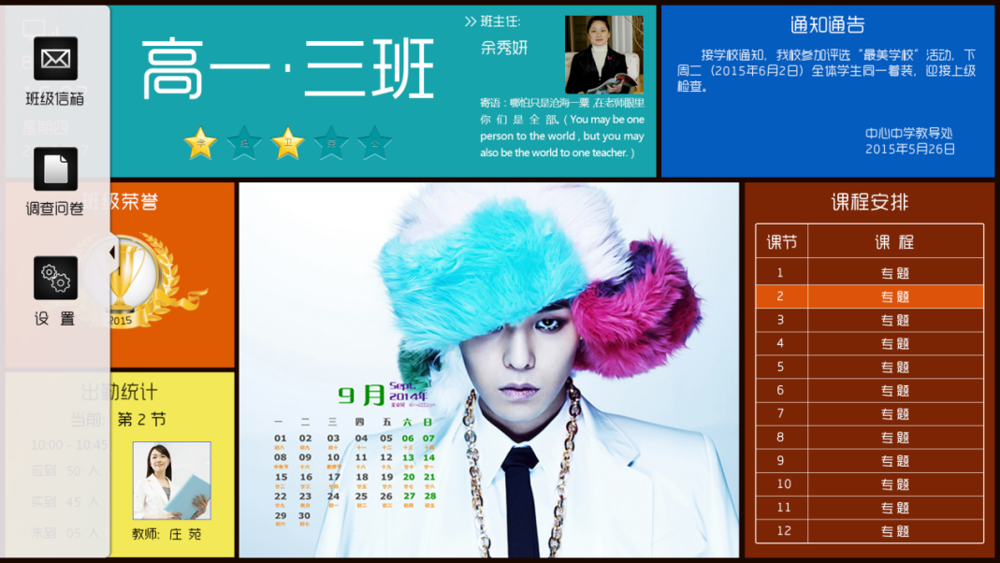 班级信箱
调查问卷
设 置
星期四
高一·三班
班主任:
余秀妍
寄语：哪怕只是沧海一粟 ,在老师眼里
你 们 是 全 部。( You may be one
person to the world , but you may
also be the world to one teacher. )
学
卫
通知通告
接学校通知，我校参加评选“最美学校”活动，下
周二（2015年6月2日）全体学生同一着装，迎接上级
检查。
中心中学教导处
2015年5月26日
班级荣誉
2015
出勤统计
当前: 第 2 节
10:00 - 10:45
应到 50 人
实到 45 人
未到 05 人
教师: 庄 苑
9 月 Sept.
2014年
一 二 三 四 五 六 日
01 02 03 04 05 06 07
08 09 10 11 12 13 14
15 16 17 18 19 20 21
22 23 24 25 26 27 28
29 30
课程安排
课节 课 程
1 专 题
2 专 题
3 专 题
4 专 题
5 专 题
6 专 题
7 专 题
8 专 题
9 专 题
10 专 题
11 专 题
12 专 题